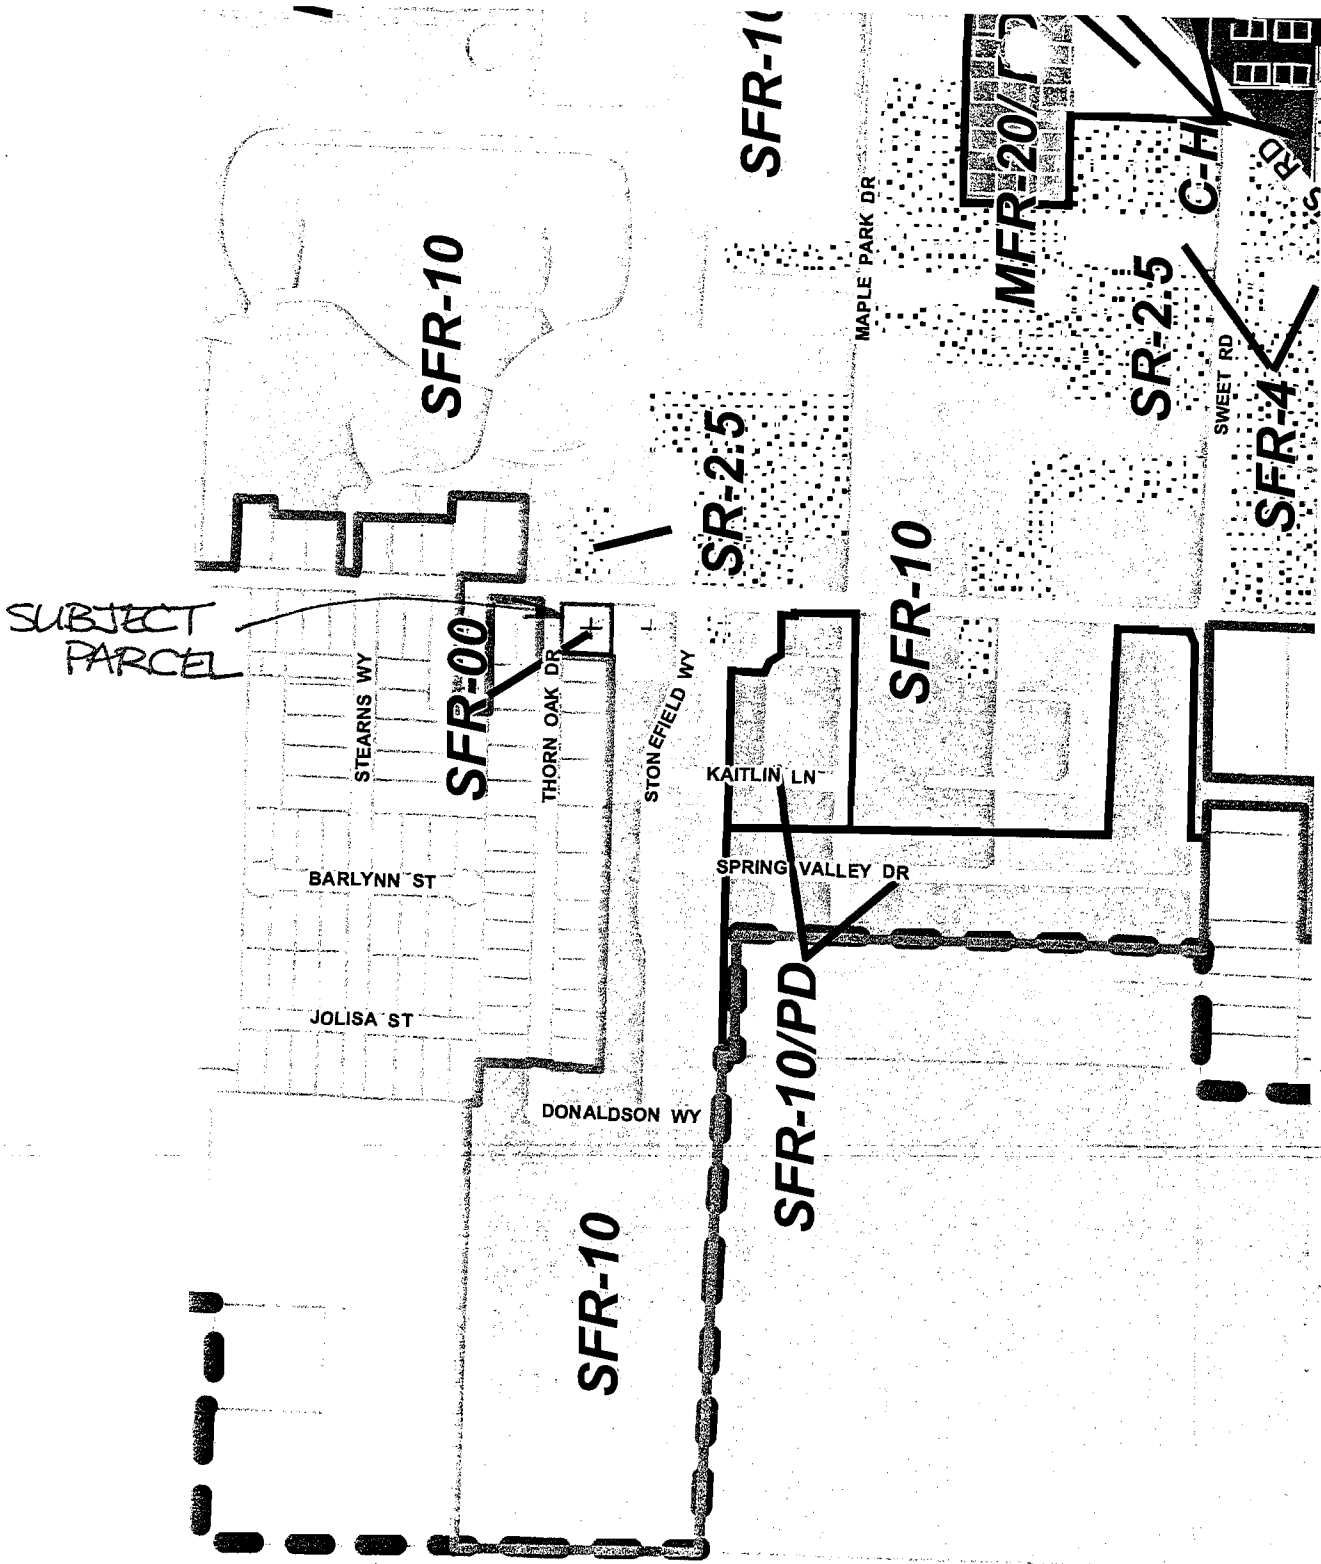 SFR-10
MFR-20/
C-H
RD
MAPLE PARK DR
SFR-10
SR-2.5
SWEET RD
SFR-4
SR-2.5
SFR-10
SUBJECT
PARCEL
SFR-00
STEARNS WY
THORN OAK DR
STONEFIELD WY
KAITLIN LN
SPRING VALLEY DR
BARLYNN ST
JOLISA ST
SFR-10/PD
DONALDSON WY
SFR-10